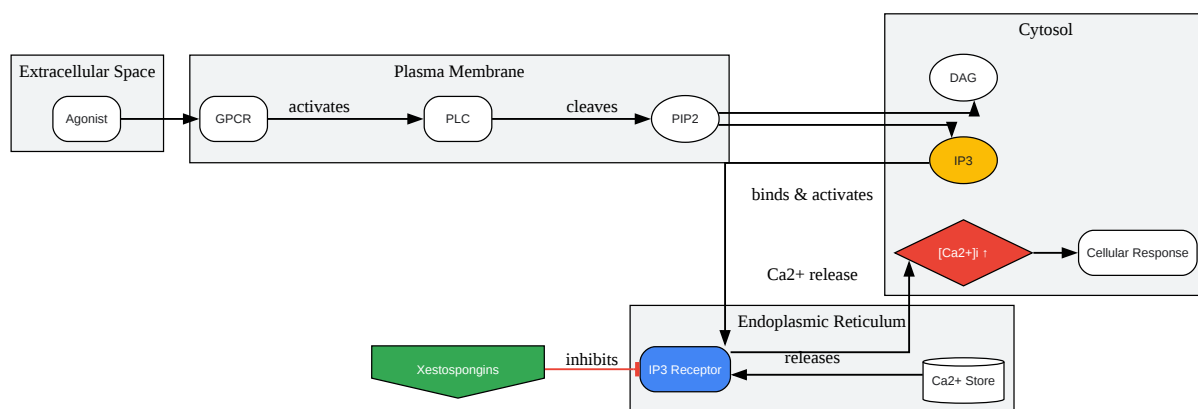 Cytosol
Extracellular Space
Plasma Membrane
DAG
Agonist
GPCR
activates
PLC
cleaves
PIP2
IP3
binds & activates
[Ca2+]i ↑
Cellular Response
Ca2+ release
Endoplasmic Reticulum
Xestospongins
inhibits
IP3 Receptor
releases
Ca2+ Store